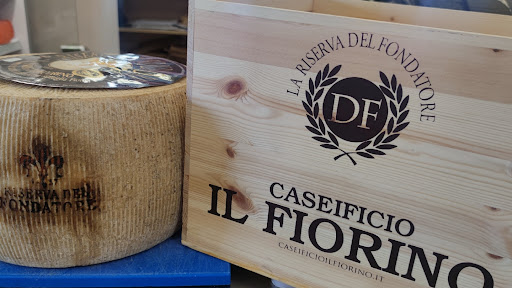 LA RISERVA DEL FONDATORE
DF
CASEIFICIO
IL FIORINO
CASEIFICIOILFIORINO.IT
RISERVA DEL
FONDATORE